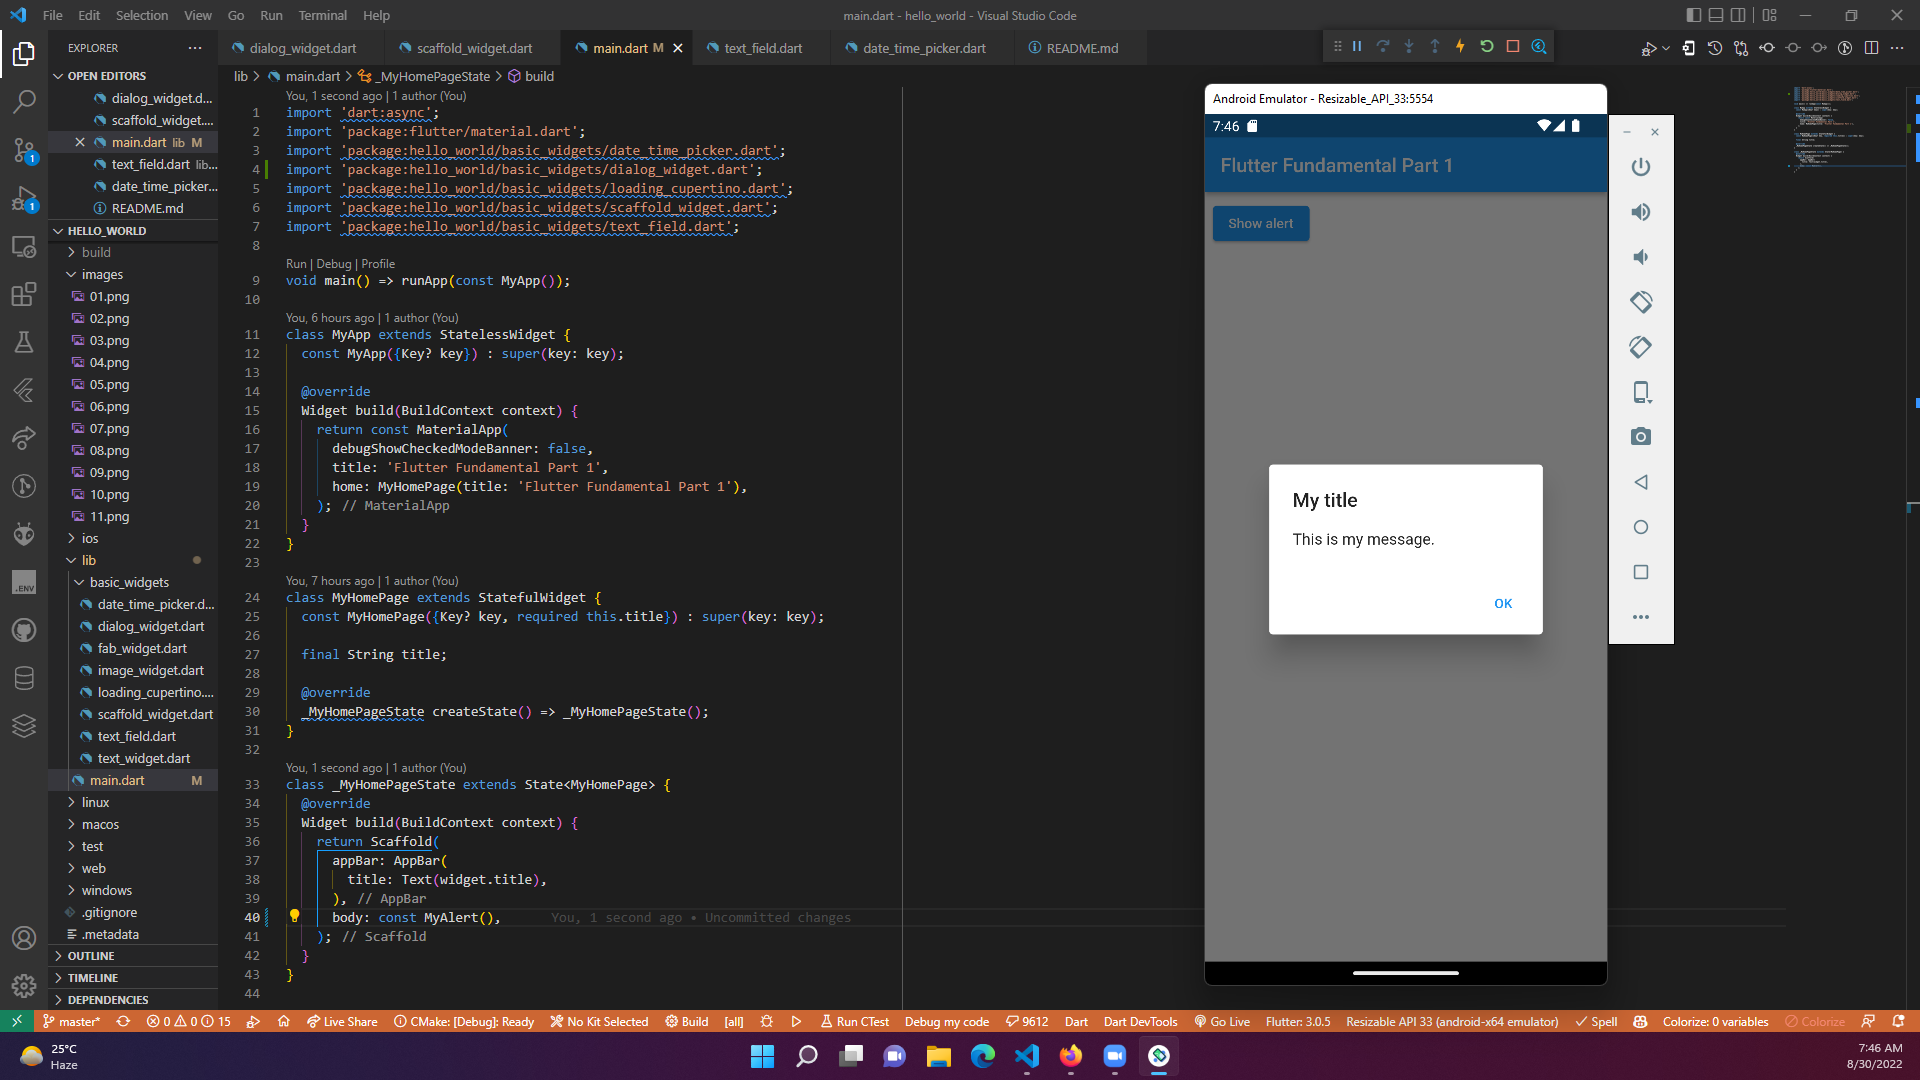 File Edit Selection View Go Run Terminal Help
main.dart - hello_world - Visual Studio Code
EXPLORER
dialog_widget.dart
scaffold_widget.dart
main.dart M
text_field.dart
date_time_picker.dart
README.md
OPEN EDITORS
dialog_widget.d...
scaffold_widget....
main.dart lib M
text_field.dart lib...
date_time_picker...
README.md
HELLO_WORLD
build
images
01.png
02.png
03.png
04.png
05.png
06.png
07.png
08.png
09.png
10.png
11.png
ios
lib
basic_widgets
date_time_picker.d...
dialog_widget.dart
fab_widget.dart
image_widget.dart
loading_cupertino....
scaffold_widget.dart
text_field.dart
text_widget.dart
main.dart M
linux
macos
test
web
windows
.gitignore
.metadata
OUTLINE
TIMELINE
DEPENDENCIES
1
1
.ENV
lib > main.dart > _MyHomePageState > build
You, 1 second ago | 1 author (You)
1 import 'dart:async';
2 import 'package:flutter/material.dart';
3 import 'package:hello_world/basic_widgets/date_time_picker.dart';
4 import 'package:hello_world/basic_widgets/dialog_widget.dart';
5 import 'package:hello_world/basic_widgets/loading_cupertino.dart';
6 import 'package:hello_world/basic_widgets/scaffold_widget.dart';
7 import 'package:hello_world/basic_widgets/text_field.dart';
8
Run | Debug | Profile
9 void main() => runApp(const MyApp());
10
You, 6 hours ago | 1 author (You)
11 class MyApp extends StatelessWidget {
12 const MyApp({Key? key}) : super(key: key);
13
14 @override
15 Widget build(BuildContext context) {
16 return const MaterialApp(
17 debugShowCheckedModeBanner: false,
18 title: 'Flutter Fundamental Part 1',
19 home: MyHomePage(title: 'Flutter Fundamental Part 1'),
20 ); // MaterialApp
21 }
22 }
23
You, 7 hours ago | 1 author (You)
24 class MyHomePage extends StatefulWidget {
25 const MyHomePage({Key? key, required this.title}) : super(key: key);
26
27 final String title;
28
29 @override
30 _MyHomePageState createState() => _MyHomePageState();
31 }
32
You, 1 second ago | 1 author (You)
33 class _MyHomePageState extends State<MyHomePage> {
34 @override
35 Widget build(BuildContext context) {
36 return Scaffold(
37 appBar: AppBar(
38 title: Text(widget.title),
39 ), // AppBar
40 body: const MyAlert(), You, 1 second ago • Uncommitted changes
41 ); // Scaffold
42 }
43 }
44
Android Emulator - Resizable_API_33:5554
7:46
Flutter Fundamental Part 1
Show alert
My title
This is my message.
OK
master* 0 0 15 Live Share CMake: [Debug]: Ready No Kit Selected Build [all] Run CTest Debug my code 9612 Dart Dart DevTools Go Live Flutter: 3.0.5 Resizable API 33 (android-x64 emulator) Spell Colorize: 0 variables Colorize
25°C
Haze
7:46 AM
8/30/2022